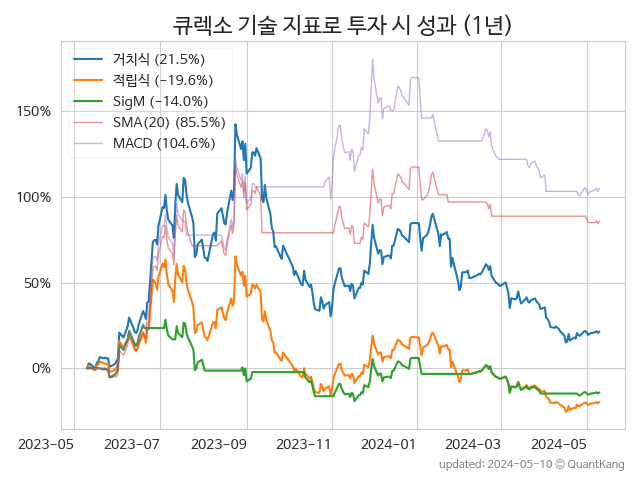 큐렉소 기술 지표로 투자 시 성과 (1년)
거치식 (21.5%)
적립식 (−19.6%)
SigM (−14.0%)
SMA(20) (85.5%)
MACD (104.6%)
150%
100%
50%
0%
2023-05 2023-07 2023-09 2023-11 2024-01 2024-03 2024-05
updated: 2024-05-10 © QuantKang